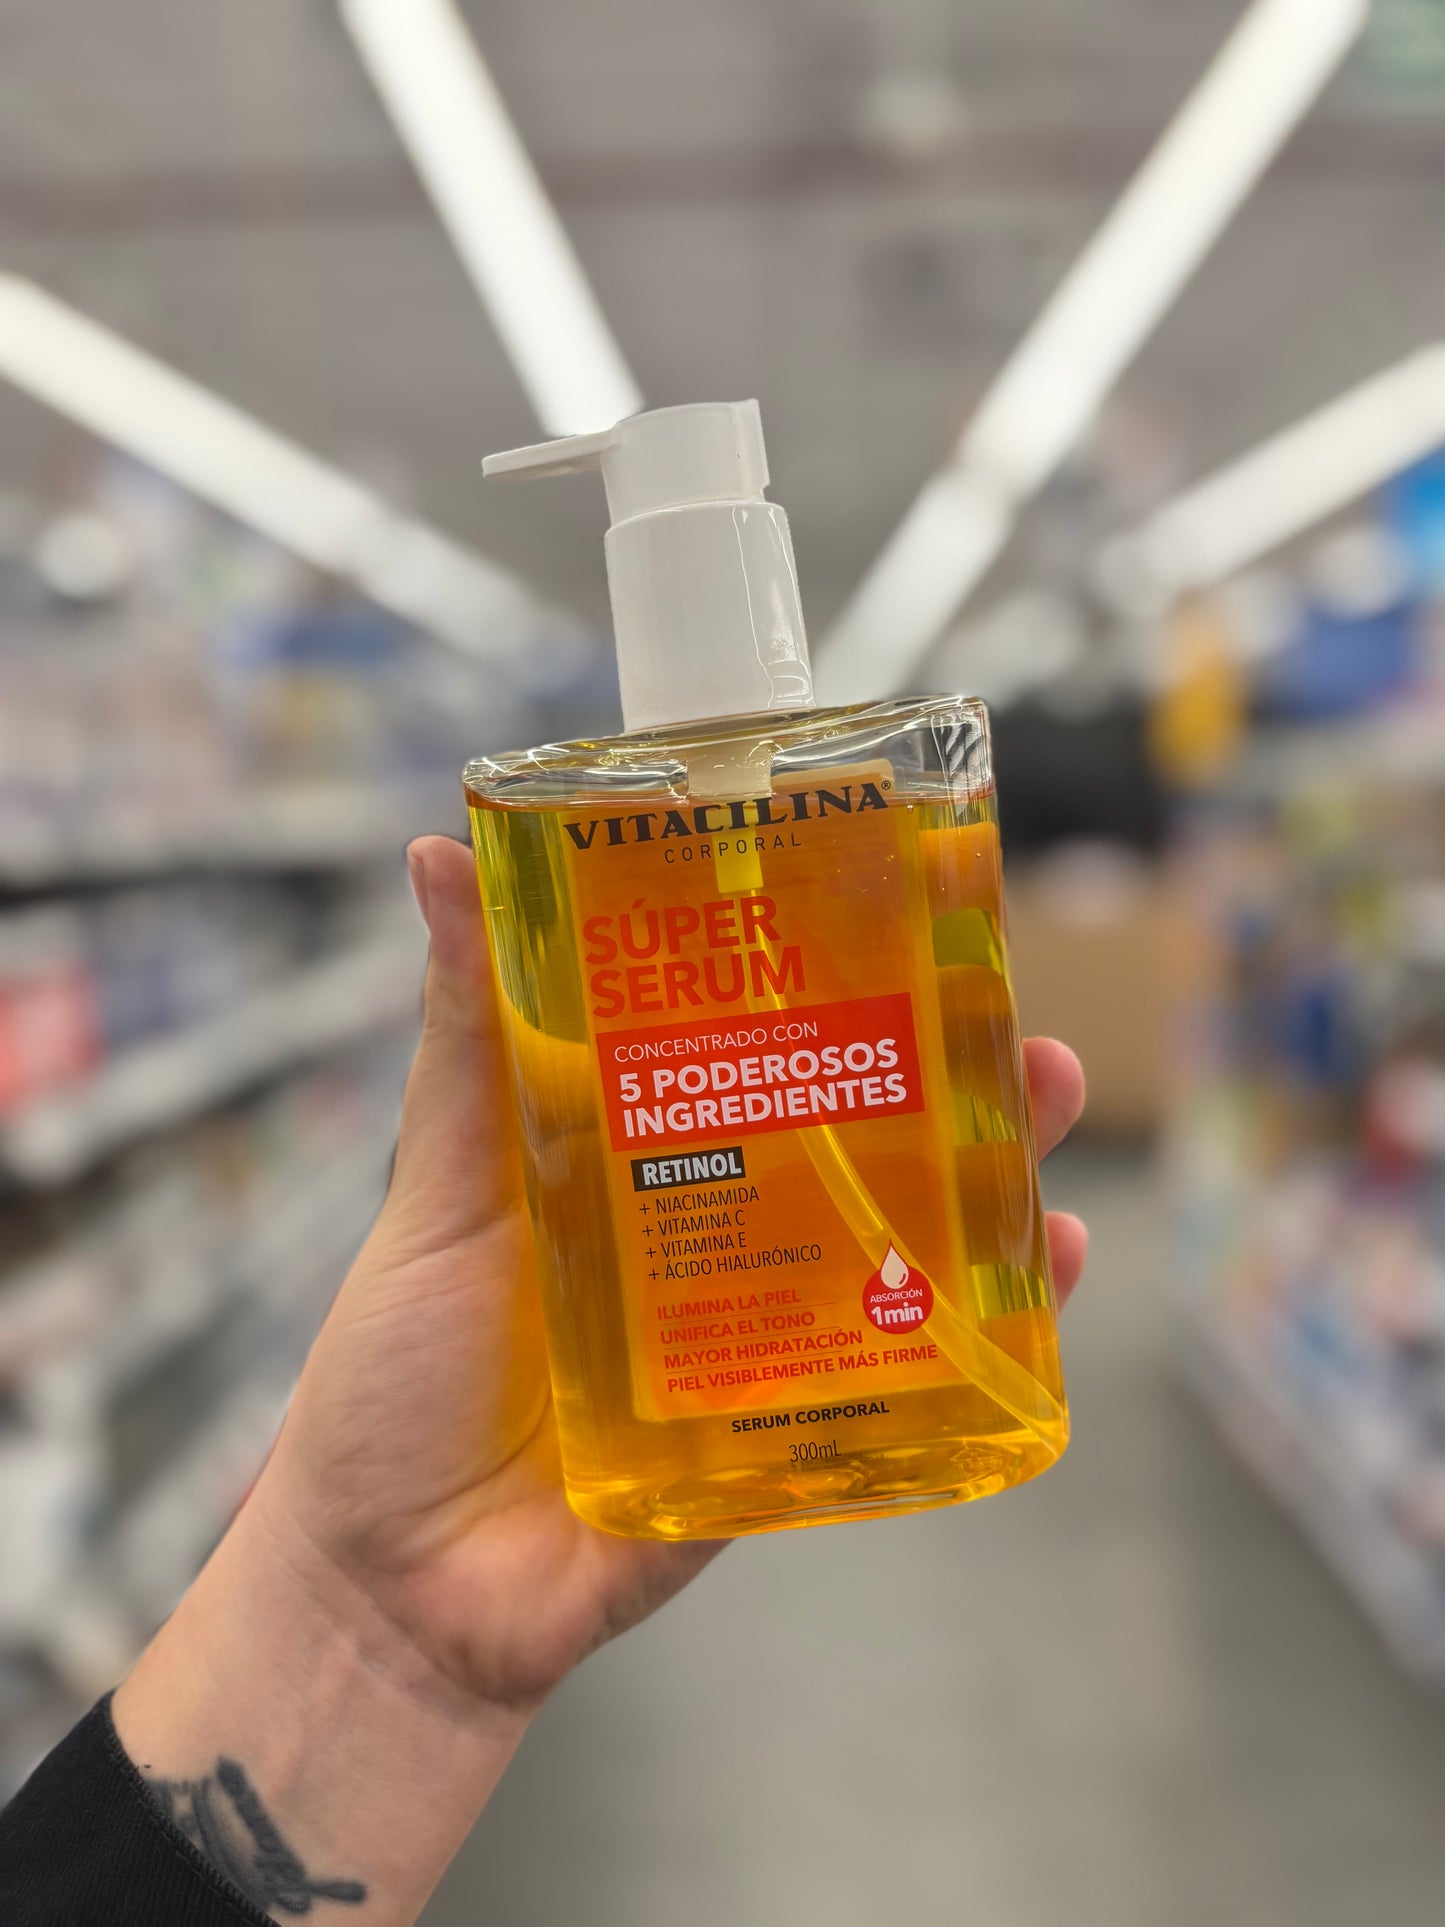 VITACILINA®
CORPORAL
SÚPER
SERUM
CONCENTRADO CON
5 PODEROSOS
INGREDIENTES
RETINOL
+ NIACINAMIDA
+ VITAMINA C
+ VITAMINA E
+ ÁCIDO HIALURÓNICO
ABSORCIÓN
1min
ILUMINA LA PIEL
UNIFICA EL TONO
MAYOR HIDRATACIÓN
PIEL VISIBLEMENTE MÁS FIRME
SERUM CORPORAL
300mL